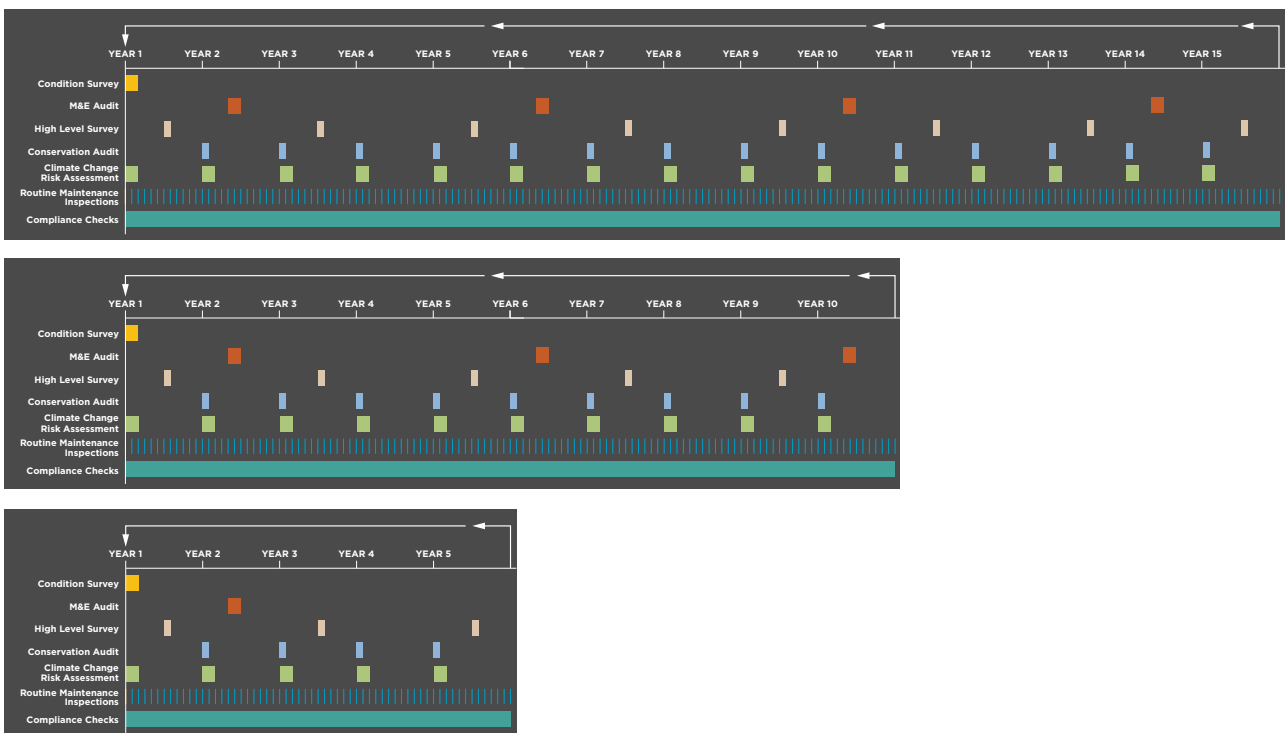 YEAR 1 YEAR 2 YEAR 3 YEAR 4 YEAR 5 YEAR 6 YEAR 7 YEAR 8 YEAR 9 YEAR 10 YEAR 11 YEAR 12 YEAR 13 YEAR 14 YEAR 15
Condition Survey
M&E Audit
High Level Survey
Conservation Audit
Climate Change
Risk Assessment
Routine Maintenance
Inspections
Compliance Checks
YEAR 1 YEAR 2 YEAR 3 YEAR 4 YEAR 5 YEAR 6 YEAR 7 YEAR 8 YEAR 9 YEAR 10
Condition Survey
M&E Audit
High Level Survey
Conservation Audit
Climate Change
Risk Assessment
Routine Maintenance
Inspections
Compliance Checks
YEAR 1 YEAR 2 YEAR 3 YEAR 4 YEAR 5
Condition Survey
M&E Audit
High Level Survey
Conservation Audit
Climate Change
Risk Assessment
Routine Maintenance
Inspections
Compliance Checks